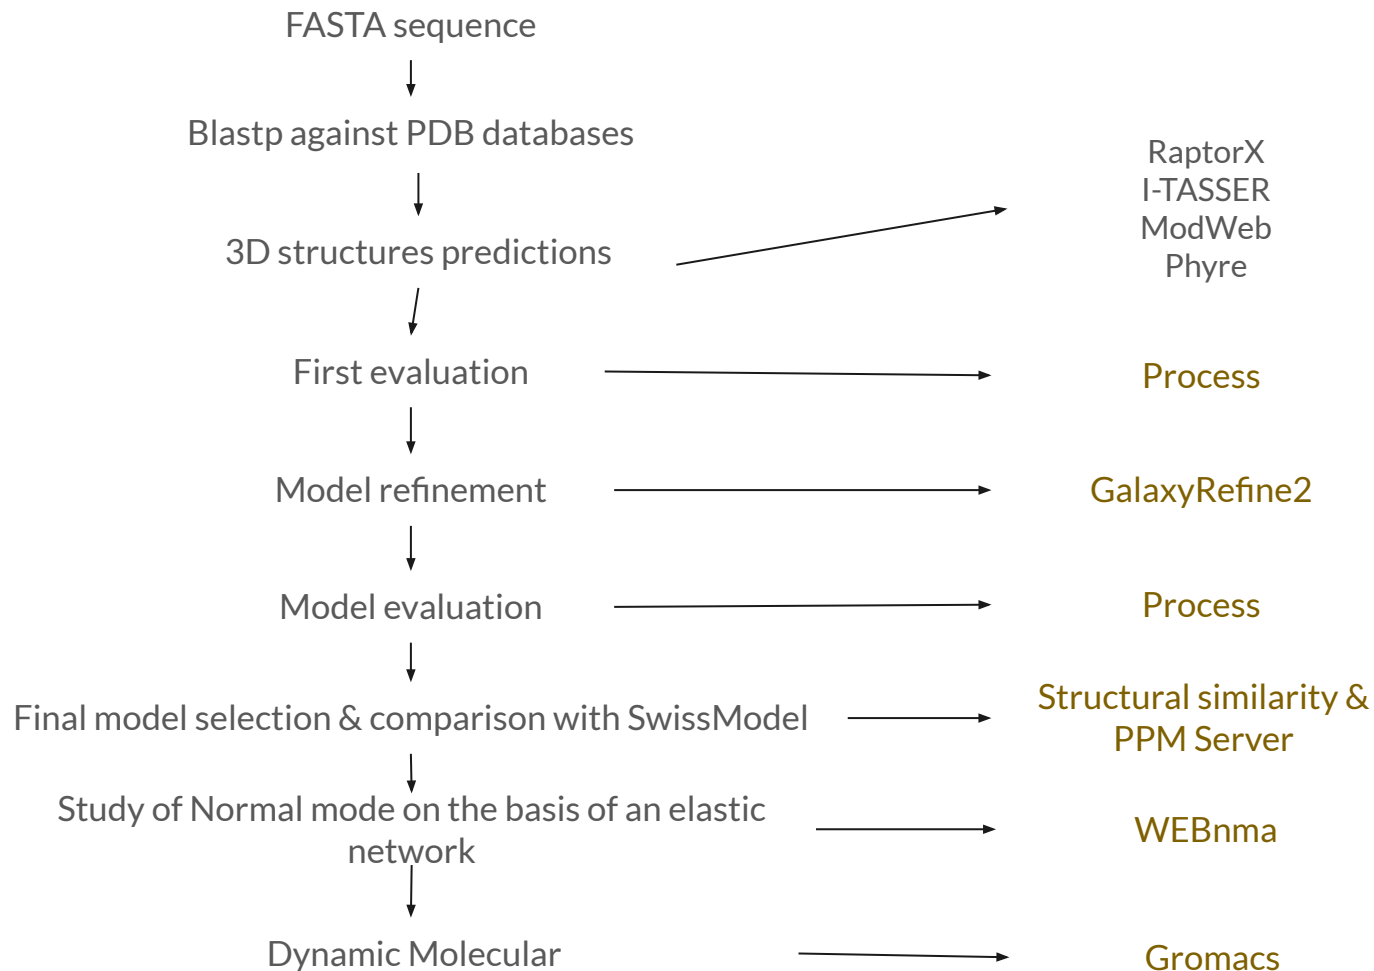 FASTA sequence
Blastp against PDB databases
RaptorX
I-TASSER
ModWeb
Phyre
3D structures predictions
First evaluation
Process
Model refinement
GalaxyRefine2
Model evaluation
Process
Final model selection & comparison with SwissModel
Structural similarity &
PPM Server
Study of Normal mode on the basis of an elastic
network
WEBnma
Dynamic Molecular
Gromacs